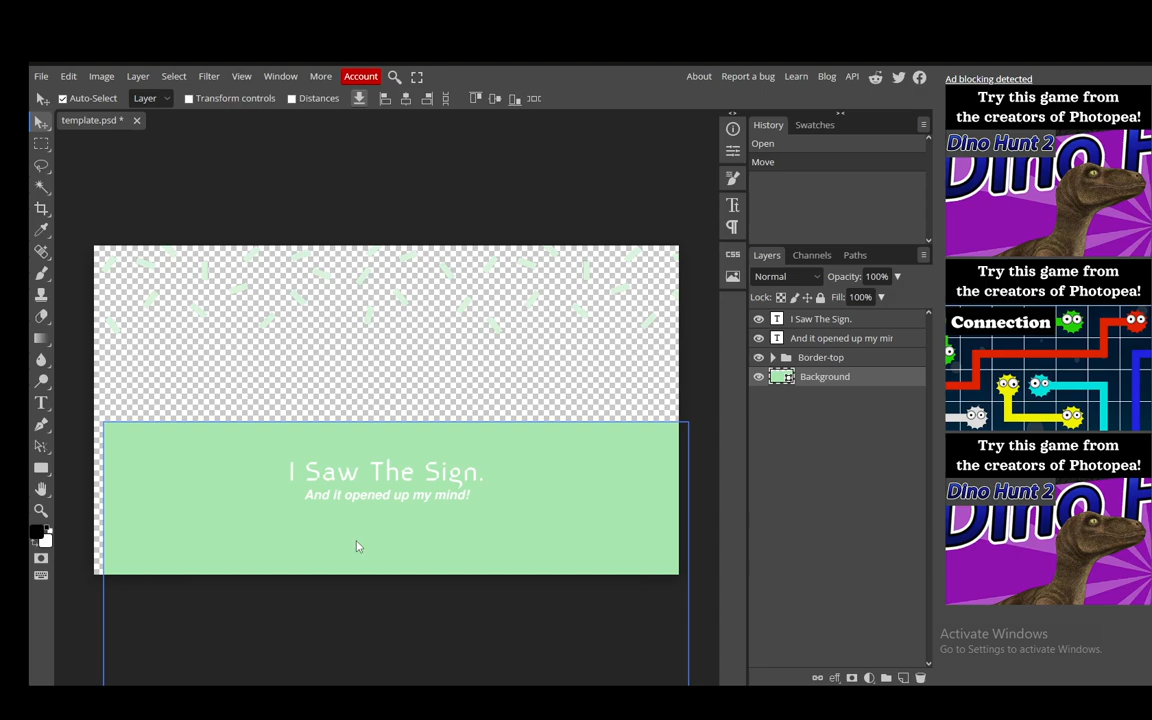 File Edit Image Layer Select Filter View Window More Account About Report a bug Learn Blog API
Auto-Select Layer Transform controls Distances
template.psd *
I Saw The Sign.
And it opened up my mind!
History Swatches
Open
Move
Tt
CSS
Layers Channels Paths
Normal Opacity: 100%
Lock: Fill: 100%
T I Saw The Sign.
T And it opened up my mir
Border-top
Background
eff
T
Ad blocking detected
Try this game from
the creators of Photopea!
Dino Hunt 2
Try this game from
the creators of Photopea!
Connection
Try this game from
the creators of Photopea!
Dino Hunt 2
Activate Windows
Go to Settings to activate Windows.